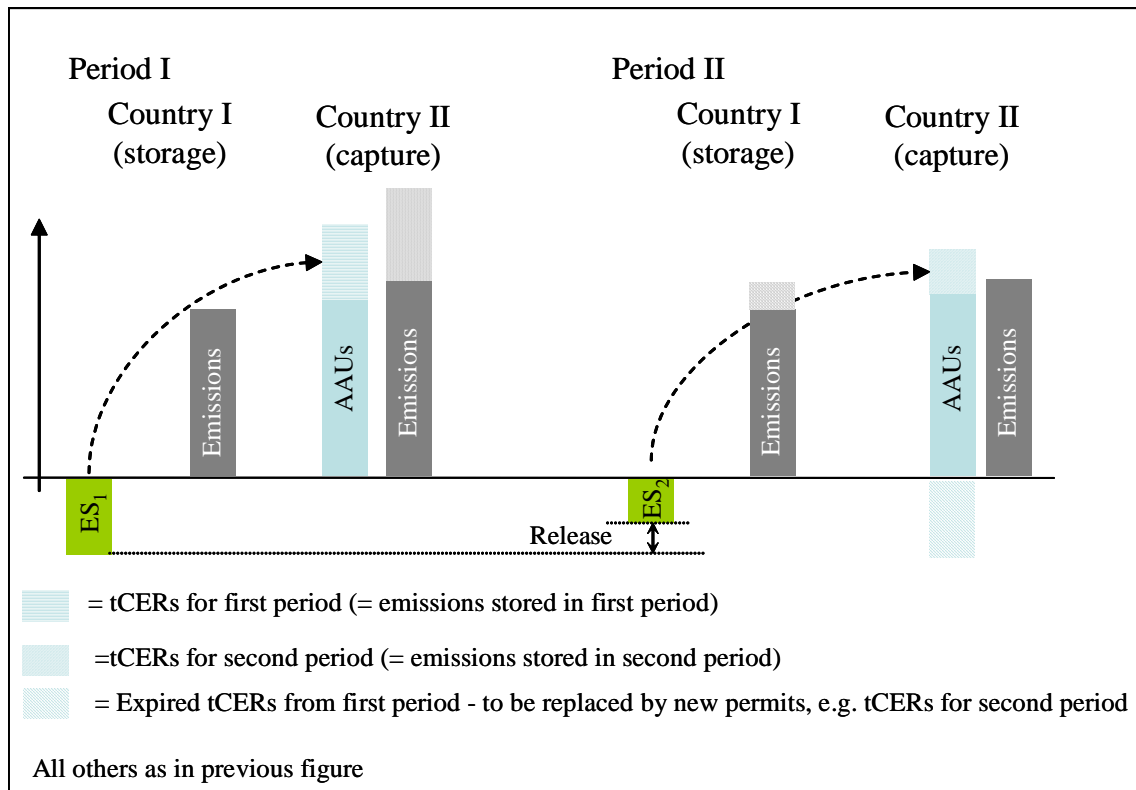 Period I
Period II
Country I
(storage)
Country II
(capture)
Country I
(storage)
Country II
(capture)
Emissions
AAUs
Emissions
Emissions
AAUs
Emissions
ES1
ES2
Release
= tCERs for first period (= emissions stored in first period)
=tCERs for second period (= emissions stored in second period)
= Expired tCERs from first period - to be replaced by new permits, e.g. tCERs for second period
All others as in previous figure